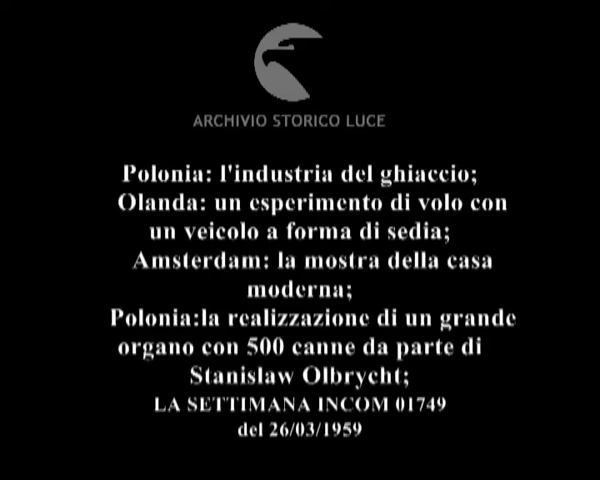 ARCHIVIO STORICO LUCE
Polonia: l'industria del ghiaccio;
Olanda: un esperimento di volo con
un veicolo a forma di sedia;
Amsterdam: la mostra della casa
moderna;
Polonia:la realizzazione di un grande
organo con 500 canne da parte di
Stanislaw Olbrycht;
LA SETTIMANA INCOM 01749
del 26/03/1959